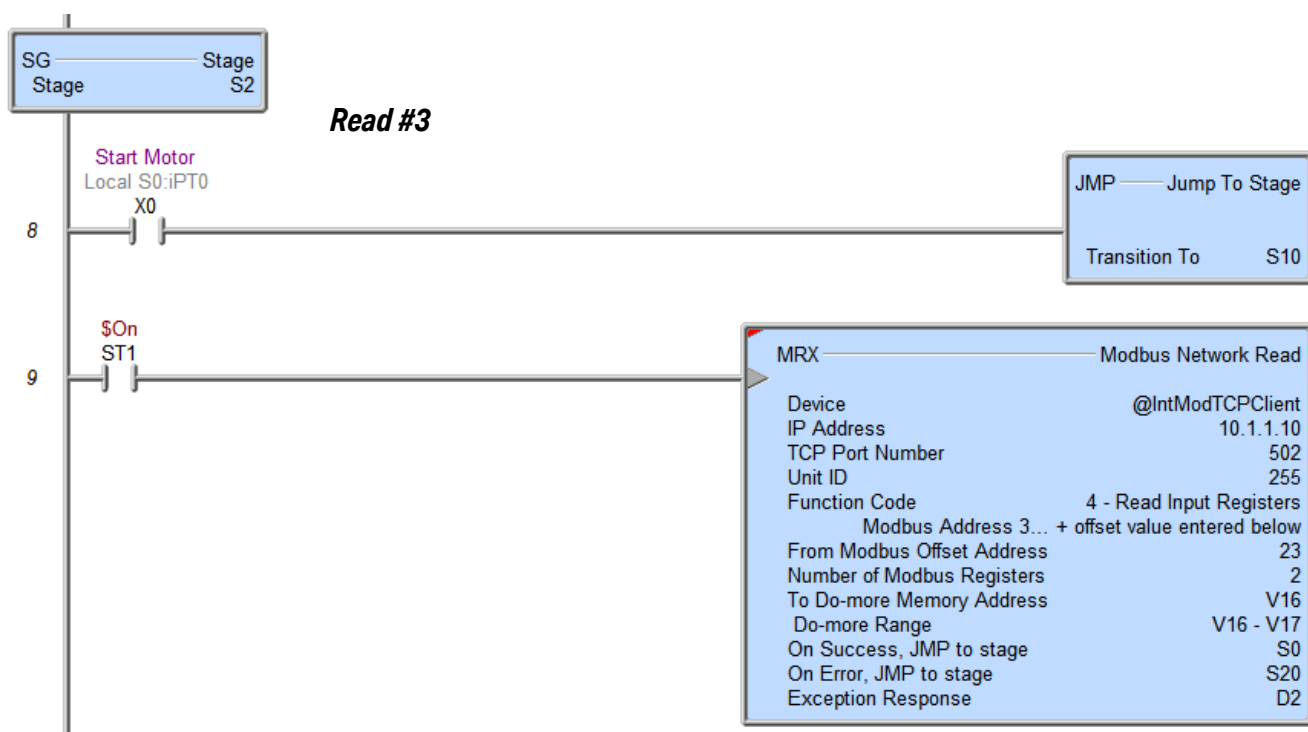 SG Stage
Stage S2
Read #3
Start Motor
Local S0:iPT0
X0
8
JMP Jump To Stage
Transition To S10
$On
ST1
9
MRX Modbus Network Read
Device @IntModTCPClient
IP Address 10.1.1.10
TCP Port Number 502
Unit ID 255
Function Code 4 - Read Input Registers
Modbus Address 3... + offset value entered below
From Modbus Offset Address 23
Number of Modbus Registers 2
To Do-more Memory Address V16
Do-more Range V16 - V17
On Success, JMP to stage S0
On Error, JMP to stage S20
Exception Response D2